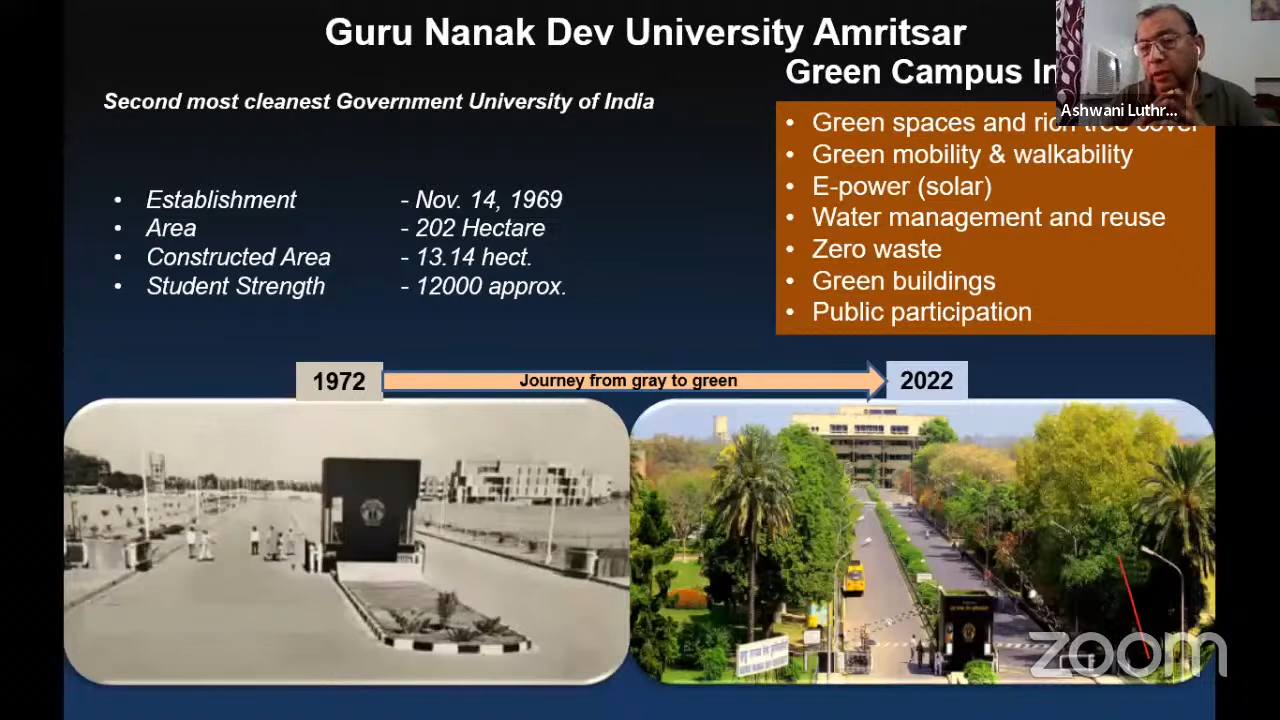 Guru Nanak Dev University Amritsar
Green Campus In
Ashwani Luthr...
Second most cleanest Government University of India
• Green spaces and rich tree cover
• Green mobility & walkability
• E-power (solar)
• Water management and reuse
• Zero waste
• Green buildings
• Public participation
• Establishment - Nov. 14, 1969
• Area - 202 Hectare
• Constructed Area - 13.14 hect.
• Student Strength - 12000 approx.
1972
Journey from gray to green
2022
zoom